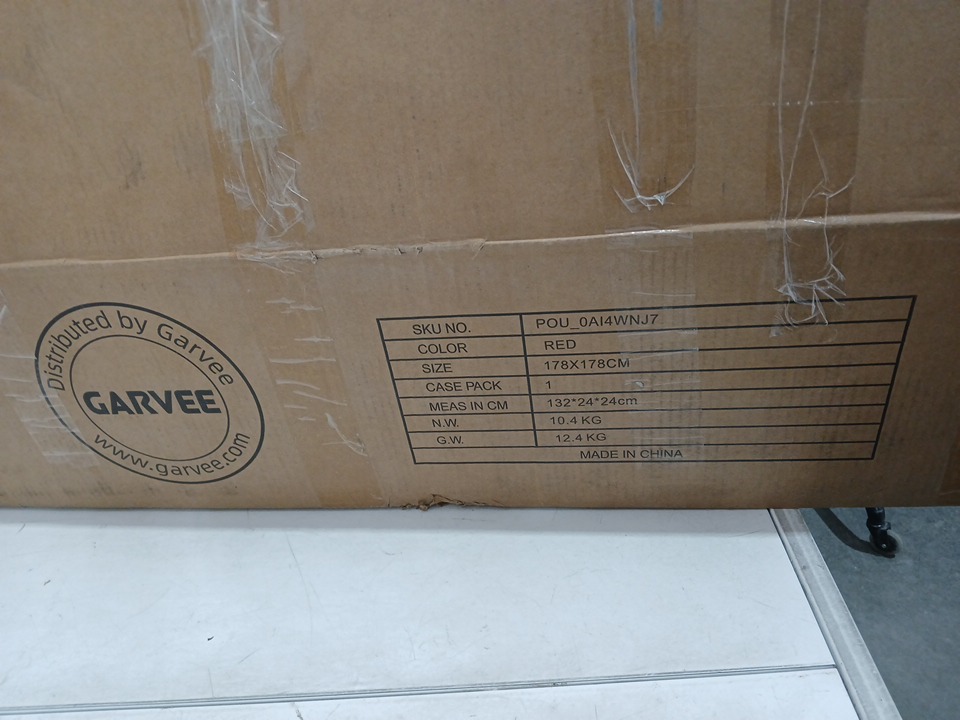 Distributed by Garvee
GARVEE
www.garvee.com
SKU NO. POU_0AI4WNJ7
COLOR RED
SIZE 178X178CM
CASE PACK 1
MEAS IN CM 132*24*24cm
N.W. 10.4 KG
G.W. 12.4 KG
MADE IN CHINA